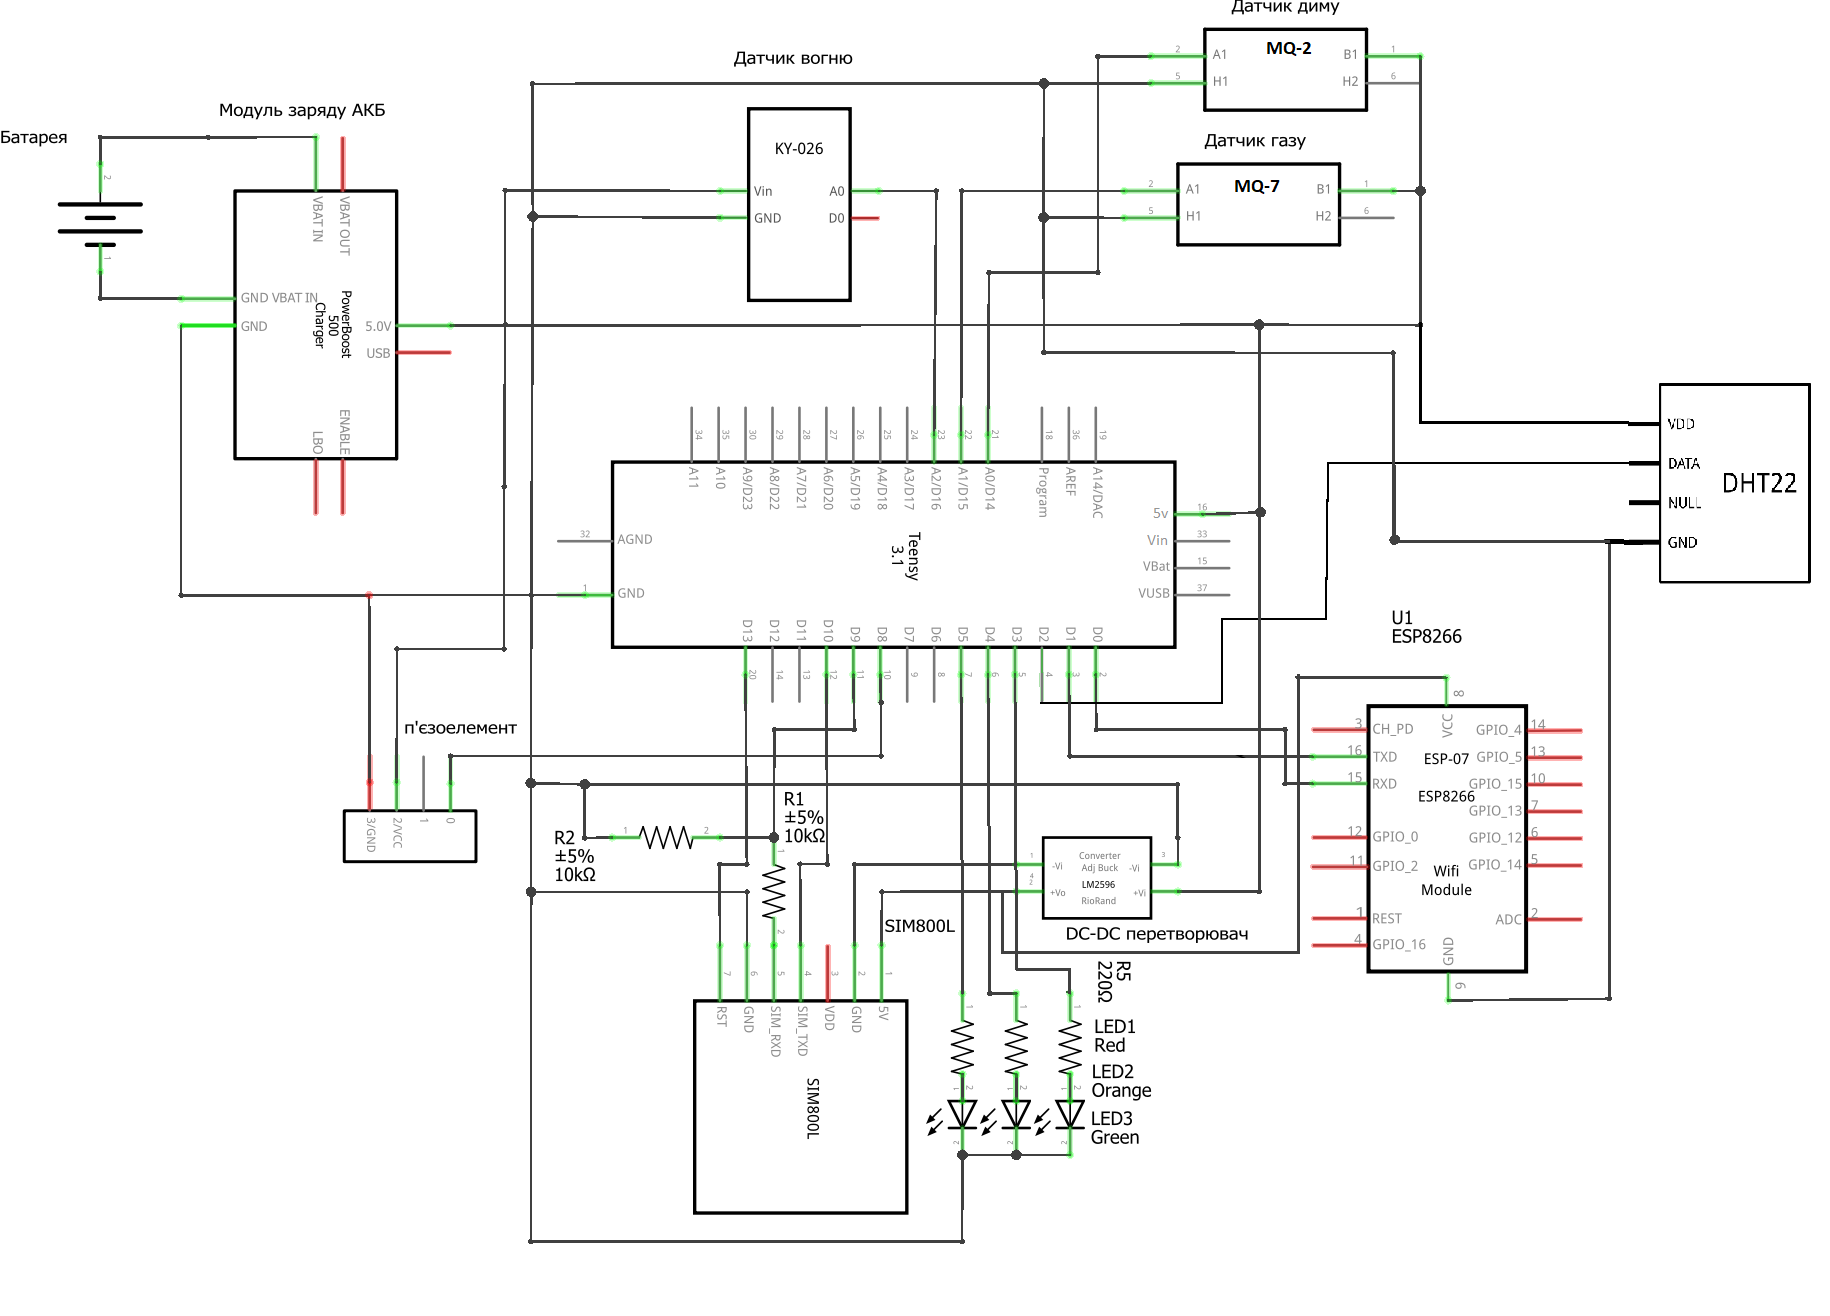 Датчик диму
MQ-2
2 A1 B1 1
5 H1 H2 6
Датчик вогню
KY-026
Vin A0
GND D0
Датчик газу
MQ-7
2 A1 B1 1
5 H1 H2 6
Модуль заряду АКБ
Батарея
2
1
VBAT IN
VBAT OUT
GND VBAT IN
GND
PowerBoost
500
Charger
5.0V
USB
LBO
ENABLE
34 35 30 29 28 27 26 25 24 23 22 21 18 36 19
A11
A10
A9/D23
A8/D22
A7/D21
A6/D20
A5/D19
A4/D18
A3/D17
A2/D16
A1/D15
A0/D14
Program
AREF
A14/DAC
32 AGND
1 GND
Teensy
3.1
5v 16
Vin 33
VBat 15
VUSB 37
D13 D12 D11 D10 D9 D8 D7 D6 D5 D4 D3 D2 D1 D0
20 14 13 12 11 10 9 8 7 6 5 4 3 2
VDD
DATA
NULL
GND
DHT22
U1
ESP8266
8
VCC
3 CH_PD
16 TXD
15 RXD
12 GPIO_0
11 GPIO_2
1 REST
4 GPIO_16
ESP-07
ESP8266
Wifi
Module
GPIO_4 14
GPIO_5 13
GPIO_15 10
GPIO_13 7
GPIO_12 6
GPIO_14 5
ADC 2
GND
9
п'єзоелемент
3/GND
2/VCC
1
0
R1
±5%
10kΩ
R2
±5%
10kΩ
1 2
1
2
Converter
Adj Buck
LM2596
RioRand
1 -Vi -Vi 3
4
2 +Vo +Vi
DC-DC перетворювач
SIM800L
7 6 5 4 3 2 1
RST
GND
SIM_RXD
SIM_TXD
VDD
GND
5V
SIM800L
R5
220Ω
1 1 1
LED1
Red
LED2
Orange
LED3
Green
1 2 1 2 1 2
2 2 2